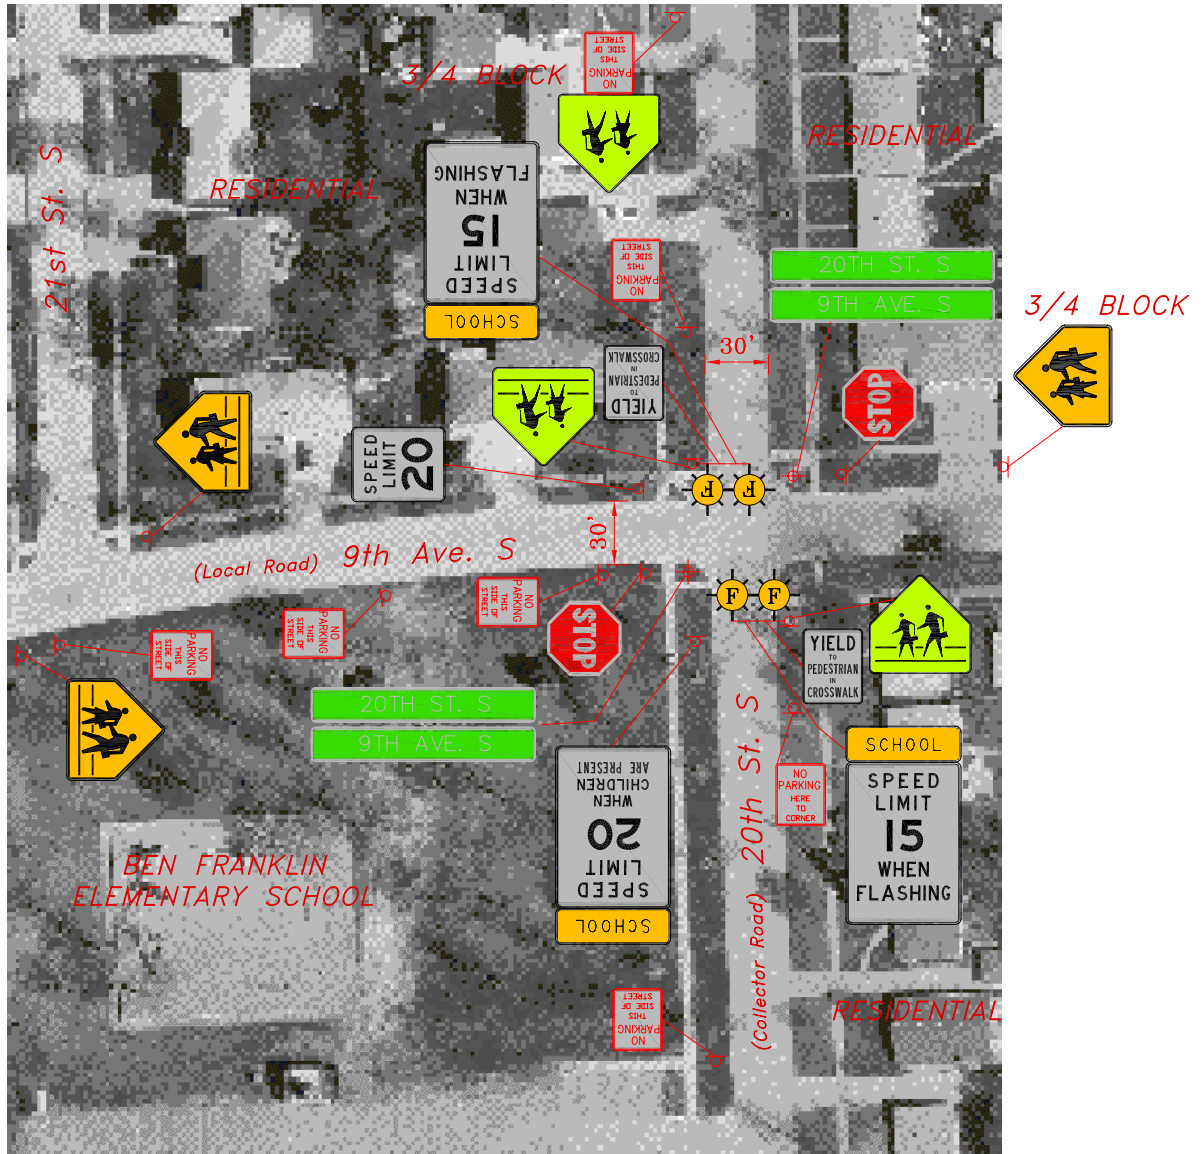 NO
PARKING
THIS
SIDE OF
STREET
3/4 BLOCK
RESIDENTIAL
21st St. S
RESIDENTIAL
SCHOOL
SPEED
LIMIT
15
WHEN
FLASHING
NO
PARKING
THIS
SIDE OF
STREET
20TH ST. S
9TH AVE. S
3/4 BLOCK
30'
YIELD
TO
PEDESTRIAN
IN
CROSSWALK
STOP
SPEED
LIMIT
20
F
F
30'
(Local Road) 9th Ave. S
NO
PARKING
THIS
SIDE OF
STREET
NO
PARKING
THIS
SIDE OF
STREET
NO
PARKING
THIS
SIDE OF
STREET
STOP
F
F
YIELD
TO
PEDESTRIAN
IN
CROSSWALK
20TH ST. S
9TH AVE. S
SCHOOL
SPEED
LIMIT
20
WHEN
CHILDREN
ARE PRESENT
(Collector Road) 20th St. S
NO
PARKING
HERE
TO
CORNER
SCHOOL
SPEED
LIMIT
15
WHEN
FLASHING
BEN FRANKLIN
ELEMENTARY SCHOOL
NO
PARKING
THIS
SIDE OF
STREET
RESIDENTIAL